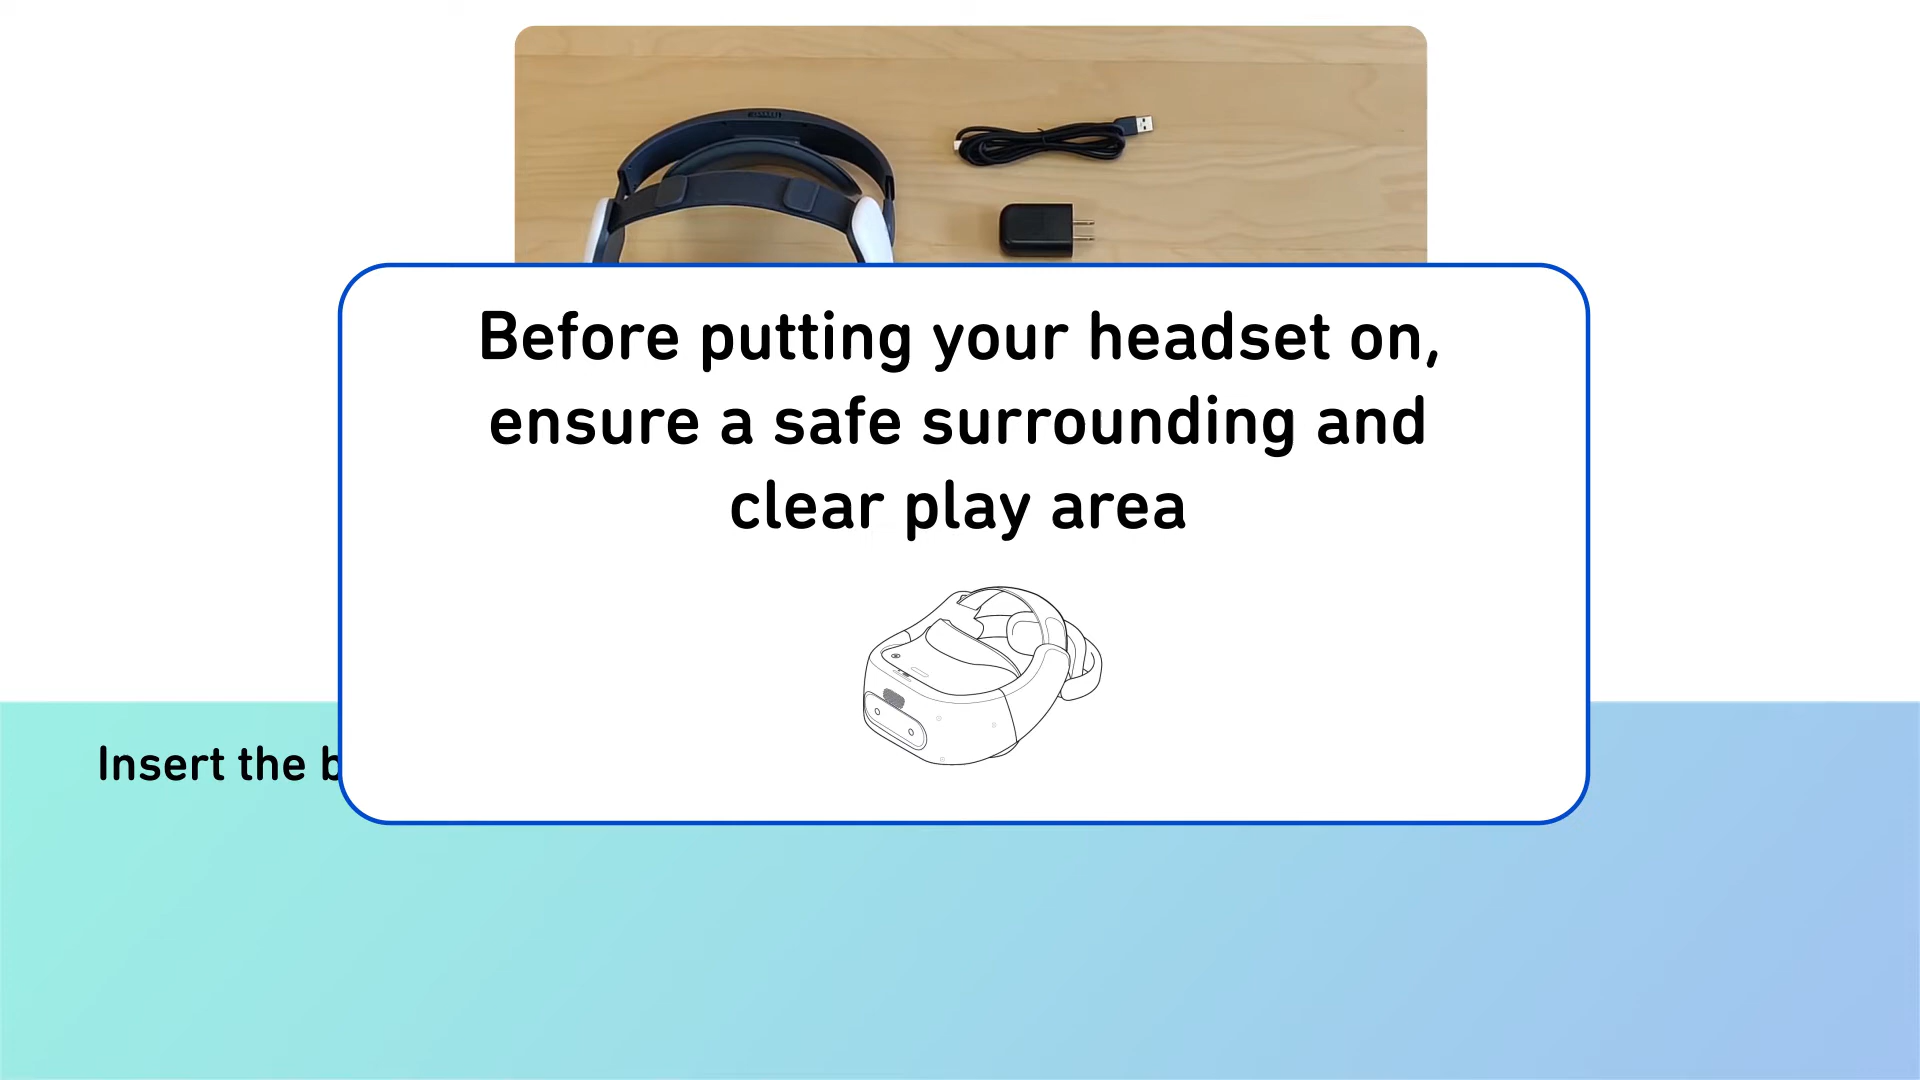 Before putting your headset on,
ensure a safe surrounding and
clear play area
Insert the